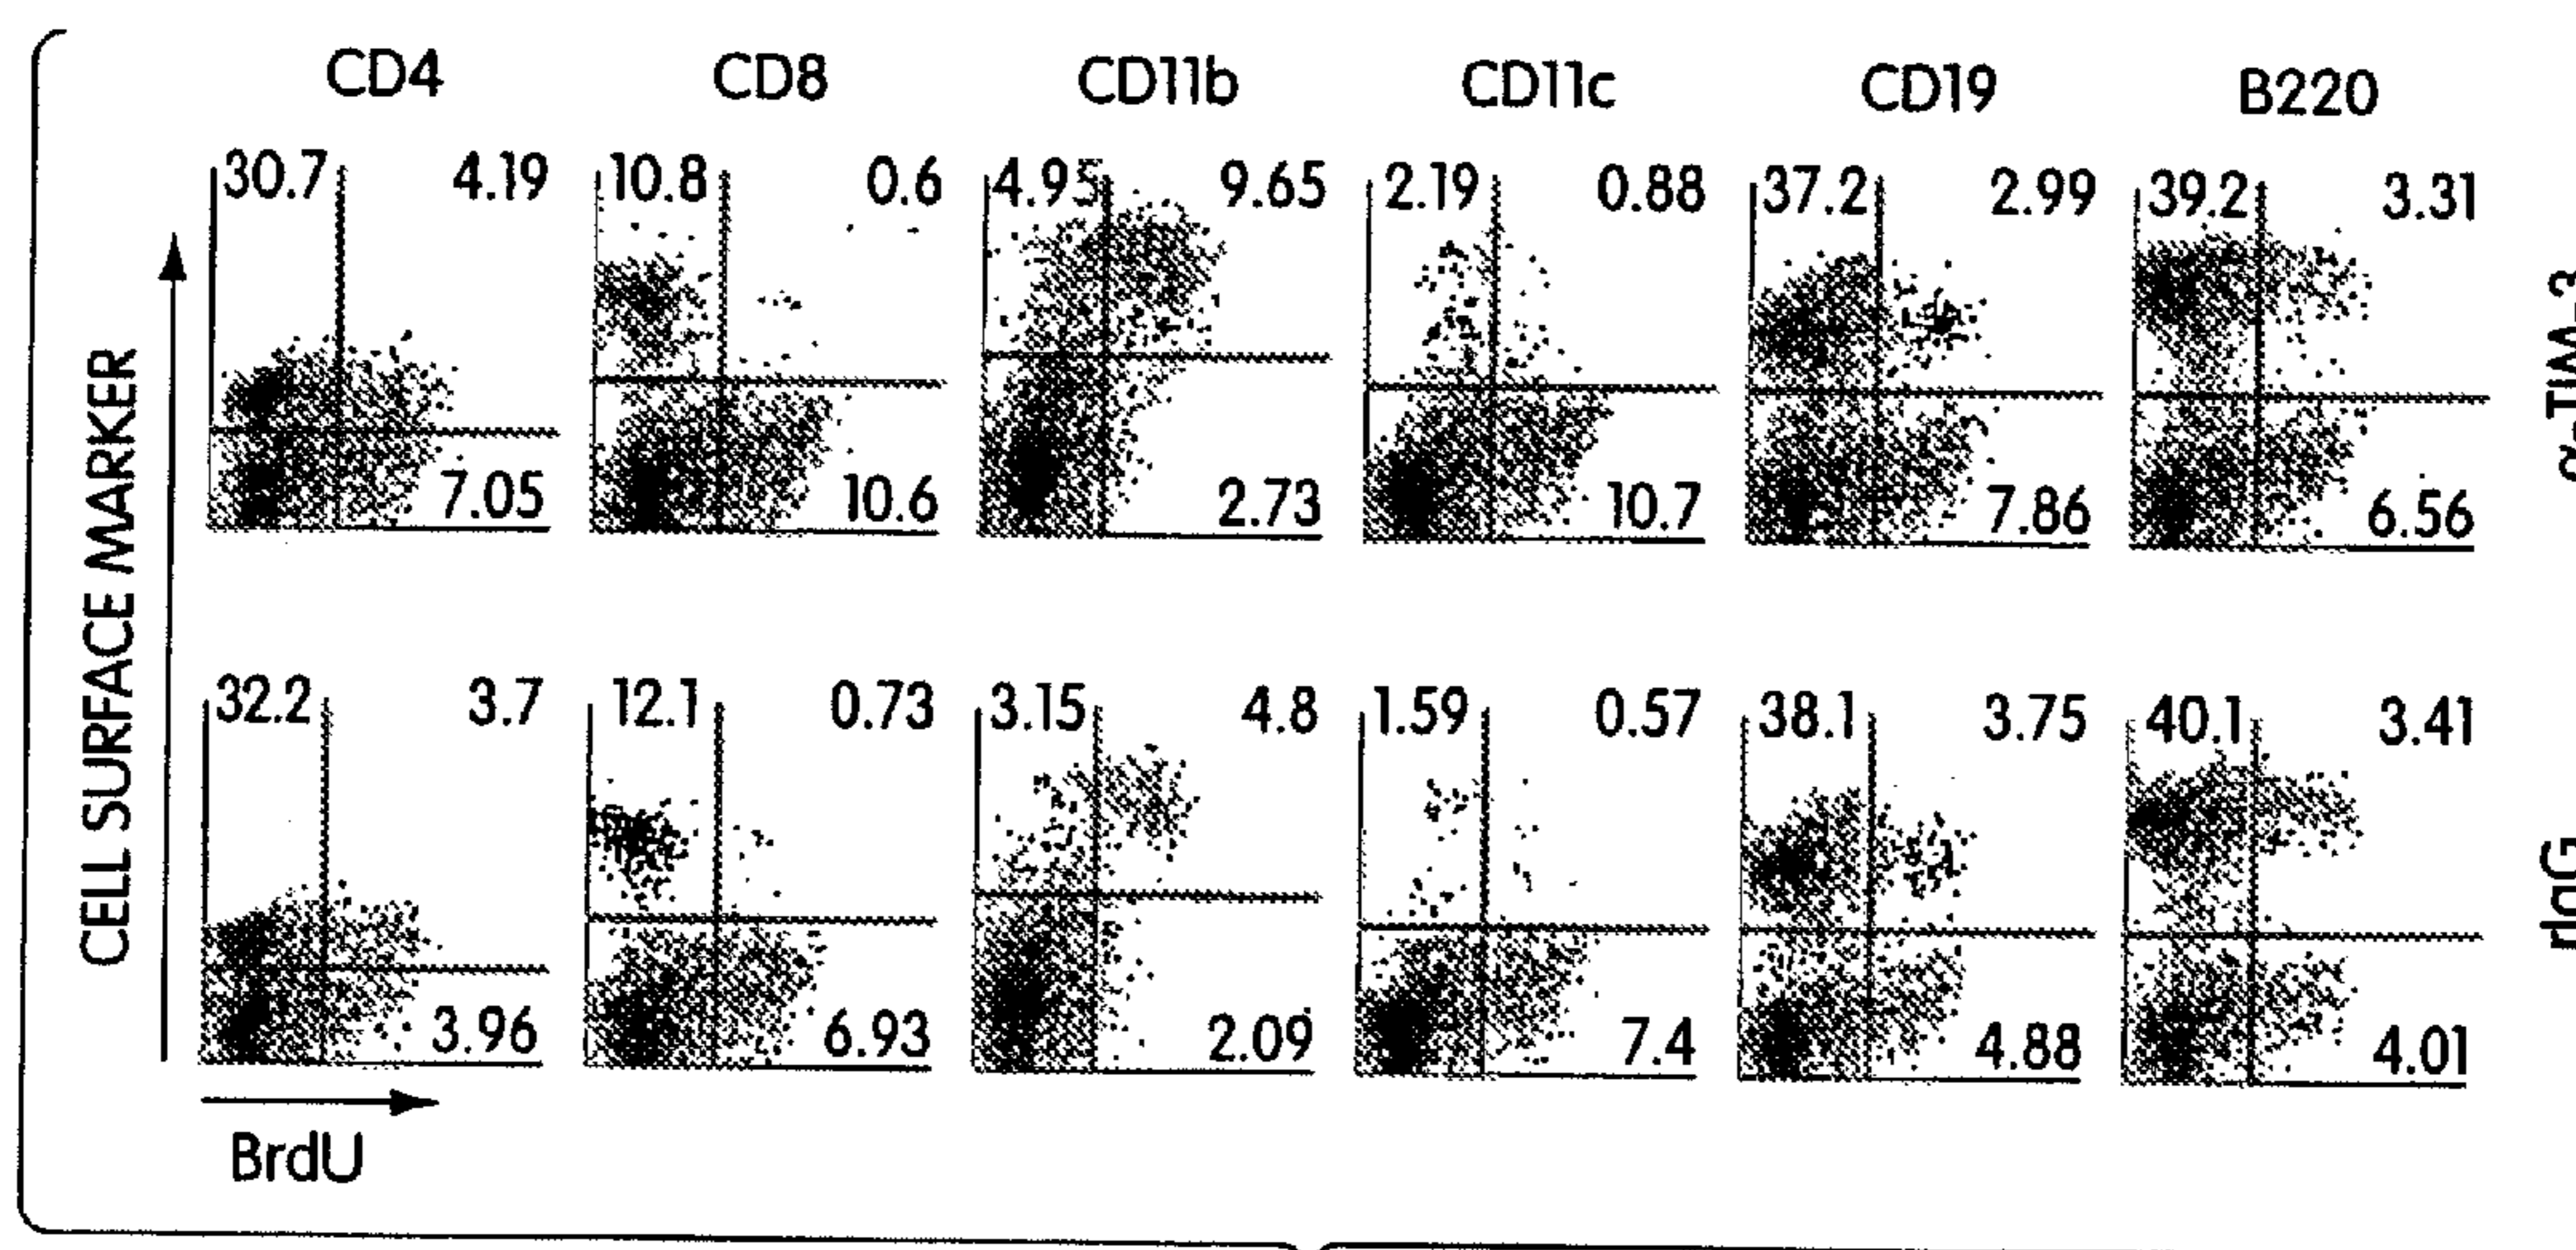 CD4 CD8 CD11b CD11c CD19 B220
30.7 4.19 10.8 0.6 4.95 9.65 2.19 0.88 37.2 2.99 39.2 3.31
7.05 10.6 2.73 10.7 7.86 6.56
α-TIM-3
CELL SURFACE MARKER
32.2 3.7 12.1 0.73 3.15 4.8 1.59 0.57 38.1 3.75 40.1 3.41
3.96 6.93 2.09 7.4 4.88 4.01
rIgG
BrdU